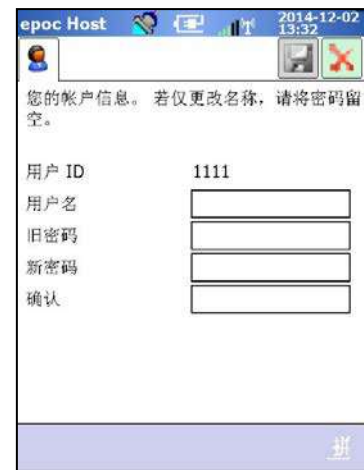 epoc Host 2014-12-02
13:32
您的帐户信息。 若仅更改名称，请将密码留
空。
用户 ID 1111
用户名
旧密码
新密码
确认
拼